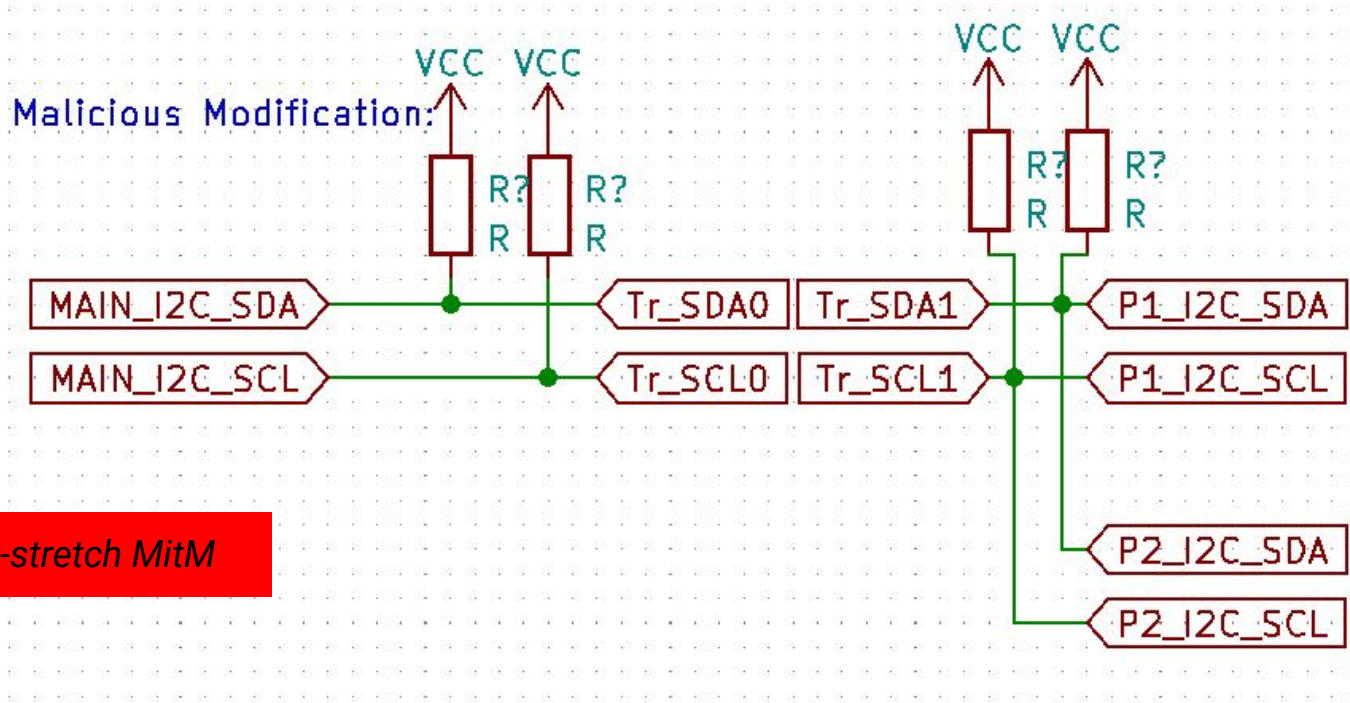 VCC VCC
VCC VCC
Malicious Modification:
R? R?
R R
R? R?
R R
MAIN_I2C_SDA Tr_SDA0 Tr_SDA1 P1_I2C_SDA
MAIN_I2C_SCL Tr_SCL0 Tr_SCL1 P1_I2C_SCL
-stretch MitM
P2_I2C_SDA
P2_I2C_SCL